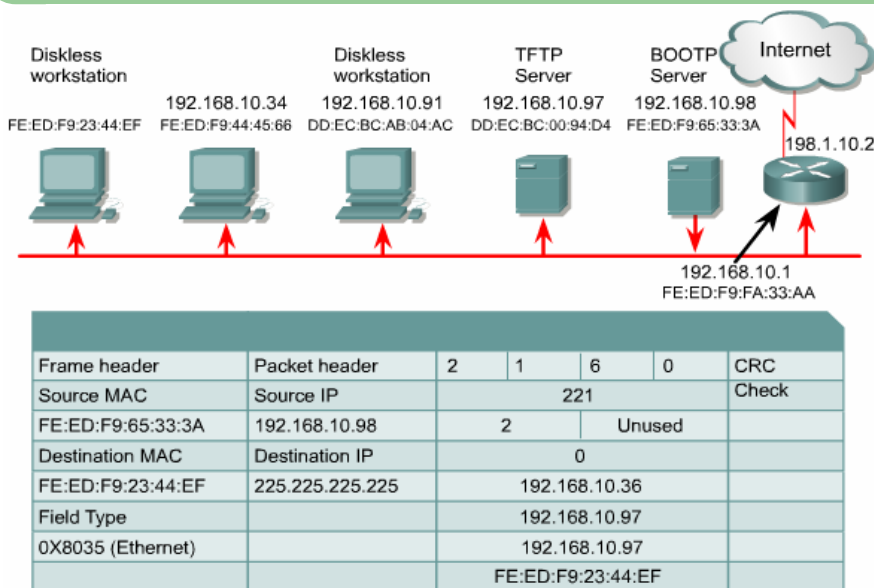 Diskless workstation
Diskless workstation
TFTP Server
BOOTP Server
Internet
192.168.10.34
192.168.10.91
192.168.10.97
192.168.10.98
FE:ED:F9:23:44:EF
FE:ED:F9:44:45:66
DD:EC:BC:AB:04:AC
DD:EC:BC:00:94:D4
FE:ED:F9:65:33:3A
198.1.10.2
192.168.10.1
FE:ED:F9:FA:33:AA
Frame header Packet header 2 1 6 0 CRC Check
Source MAC Source IP 221
FE:ED:F9:65:33:3A 192.168.10.98 2 Unused
Destination MAC Destination IP 0
FE:ED:F9:23:44:EF 225.225.225.225 192.168.10.36
Field Type 192.168.10.97
0X8035 (Ethernet) 192.168.10.97
FE:ED:F9:23:44:EF